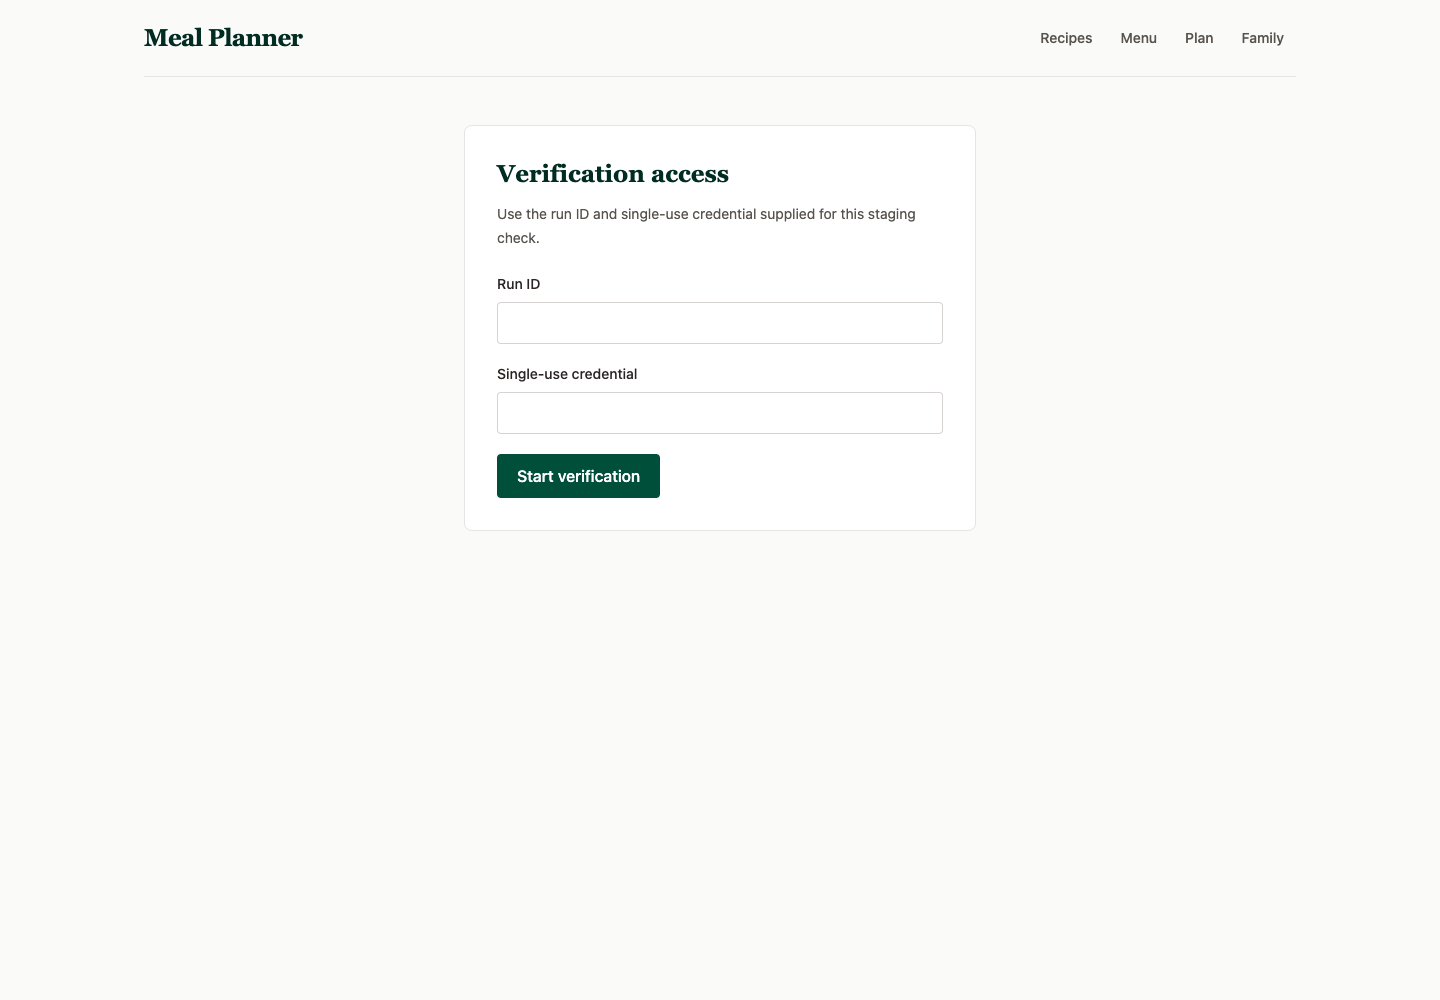 Meal Planner
Recipes Menu Plan Family
Verification access
Use the run ID and single-use credential supplied for this staging
check.
Run ID
Single-use credential
Start verification